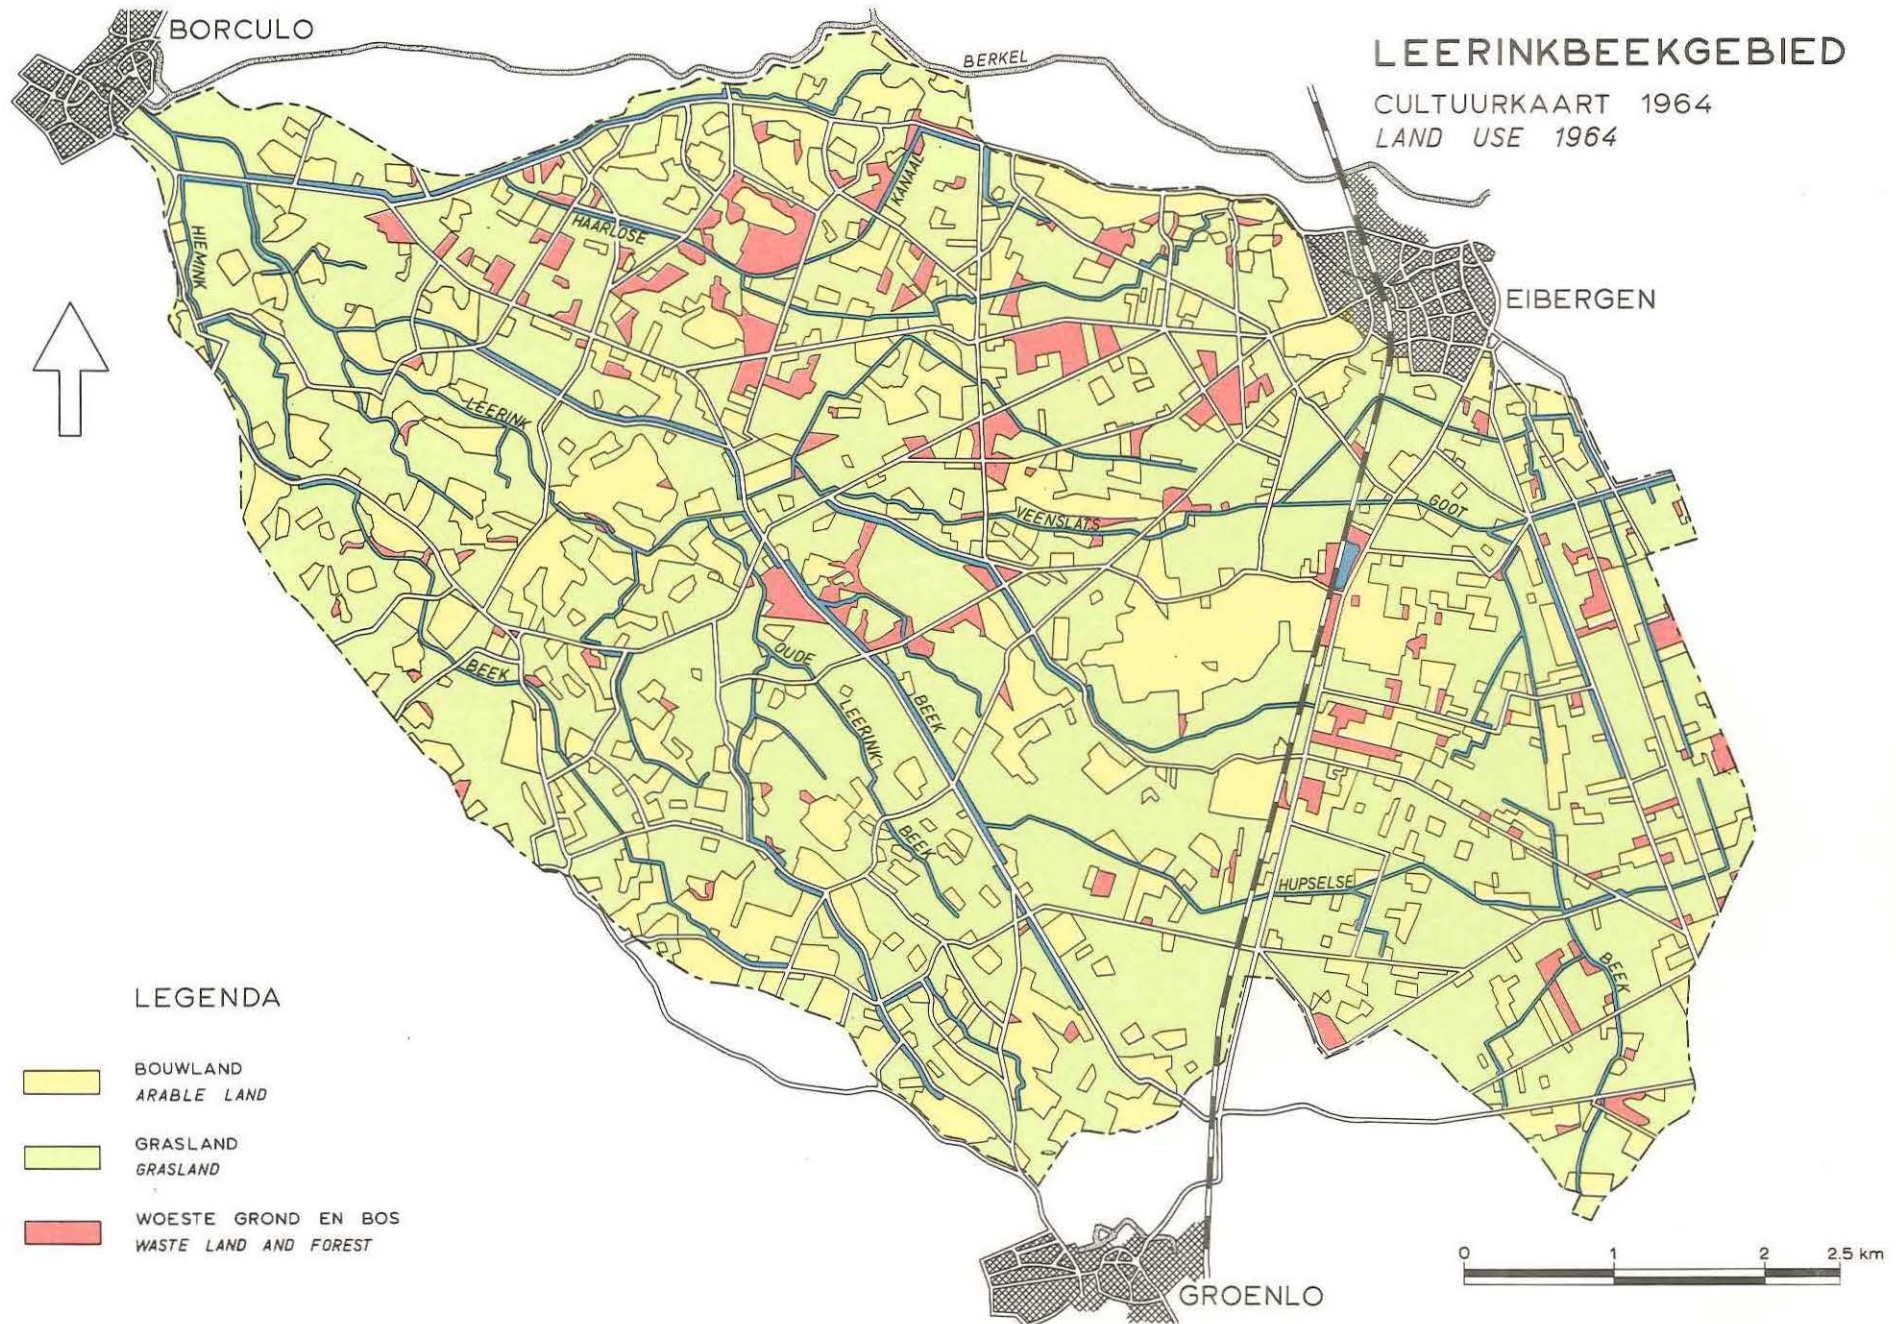 BORCULO
BERKEL
LEERINKBEEKGEBIED
CULTUURKAART 1964
LAND USE 1964
KANAAL
HAARLOSE
HIEMINK
EIBERGEN
LEERINK
VEENSLATS
GOOT
BEEK
OUDE
LEERINK
BEEK
BEEK
HUPSELSE
BEEK
LEGENDA
BOUWLAND
ARABLE LAND
GRASLAND
GRASLAND
WOESTE GROND EN BOS
WASTE LAND AND FOREST
0 1 2 2.5 km
GROENLO